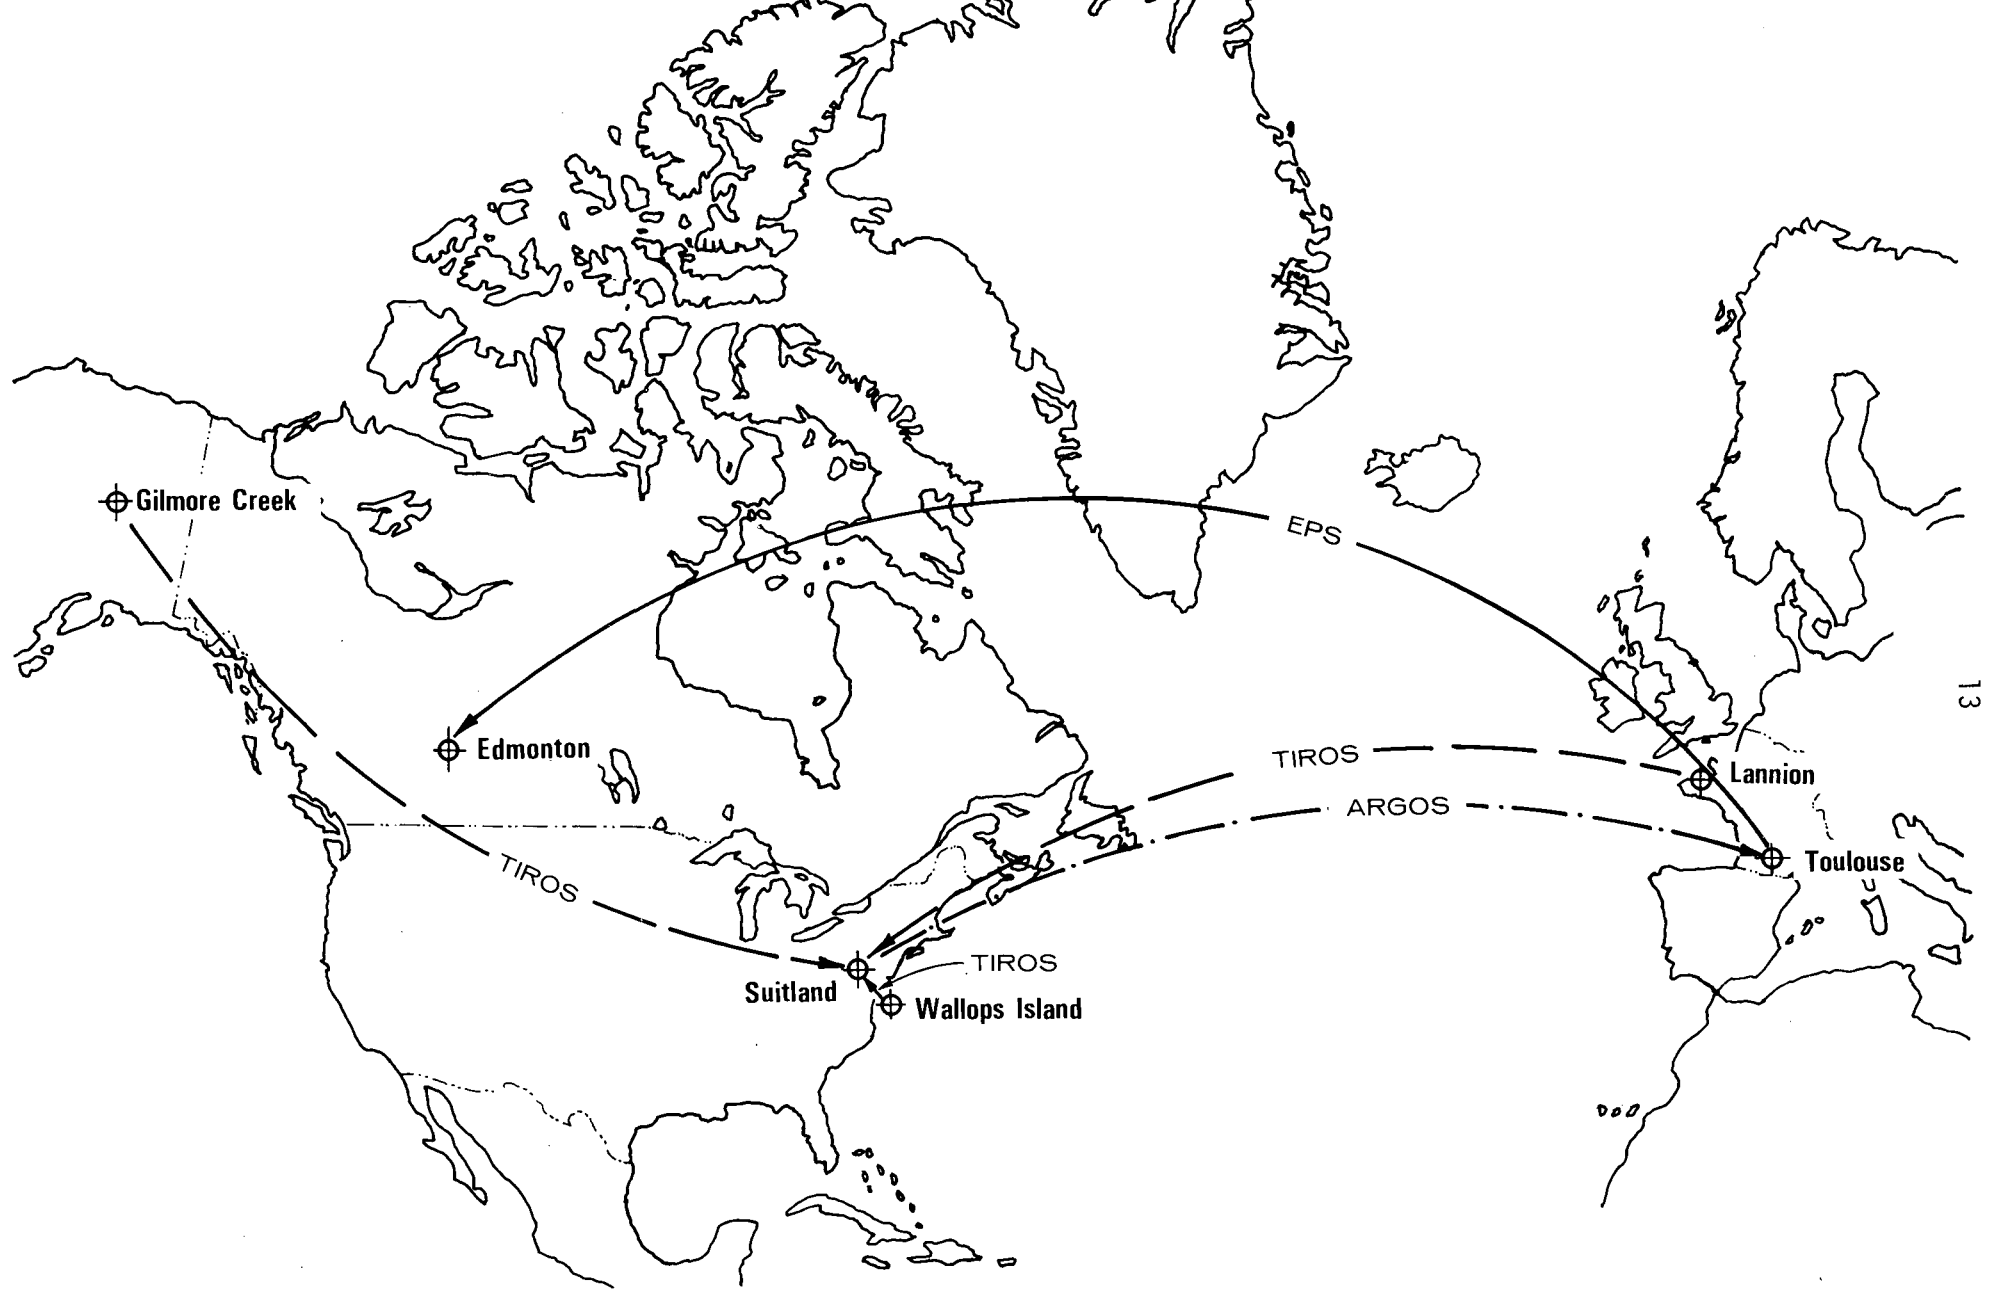 Gilmore Creek
EPS
13
Edmonton
TIROS
Lannion
ARGOS
TIROS
Toulouse
TIROS
Suitland
Wallops Island